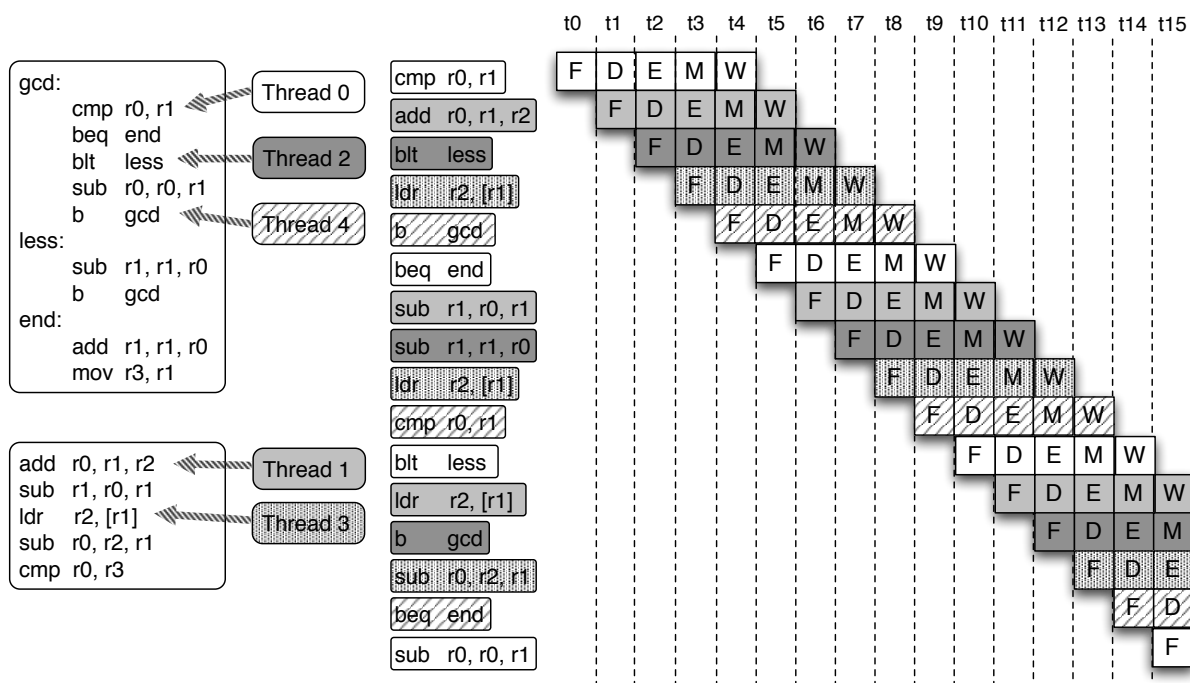 t0 t1 t2 t3 t4 t5 t6 t7 t8 t9 t10 t11 t12 t13 t14 t15
gcd:
cmp r0, r1
beq end
blt less
sub r0, r0, r1
b gcd
less:
sub r1, r1, r0
b gcd
end:
add r1, r1, r0
mov r3, r1
add r0, r1, r2
sub r1, r0, r1
ldr r2, [r1]
sub r0, r2, r1
cmp r0, r3
Thread 0
Thread 2
Thread 4
Thread 1
Thread 3
cmp r0, r1 F D E M W
add r0, r1, r2 F D E M W
blt less F D E M W
ldr r2, [r1] F D E M W
b gcd F D E M W
beq end F D E M W
sub r1, r0, r1 F D E M W
sub r1, r1, r0 F D E M W
ldr r2, [r1] F D E M W
cmp r0, r1 F D E M W
blt less F D E M W
ldr r2, [r1] F D E M W
b gcd F D E M
sub r0, r2, r1 F D E
beq end F D
sub r0, r0, r1 F